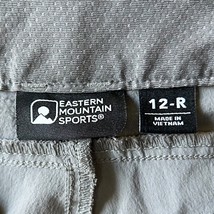 EASTERN
MOUNTAIN
SPORTS®
12-R
MADE IN
VIETNAM